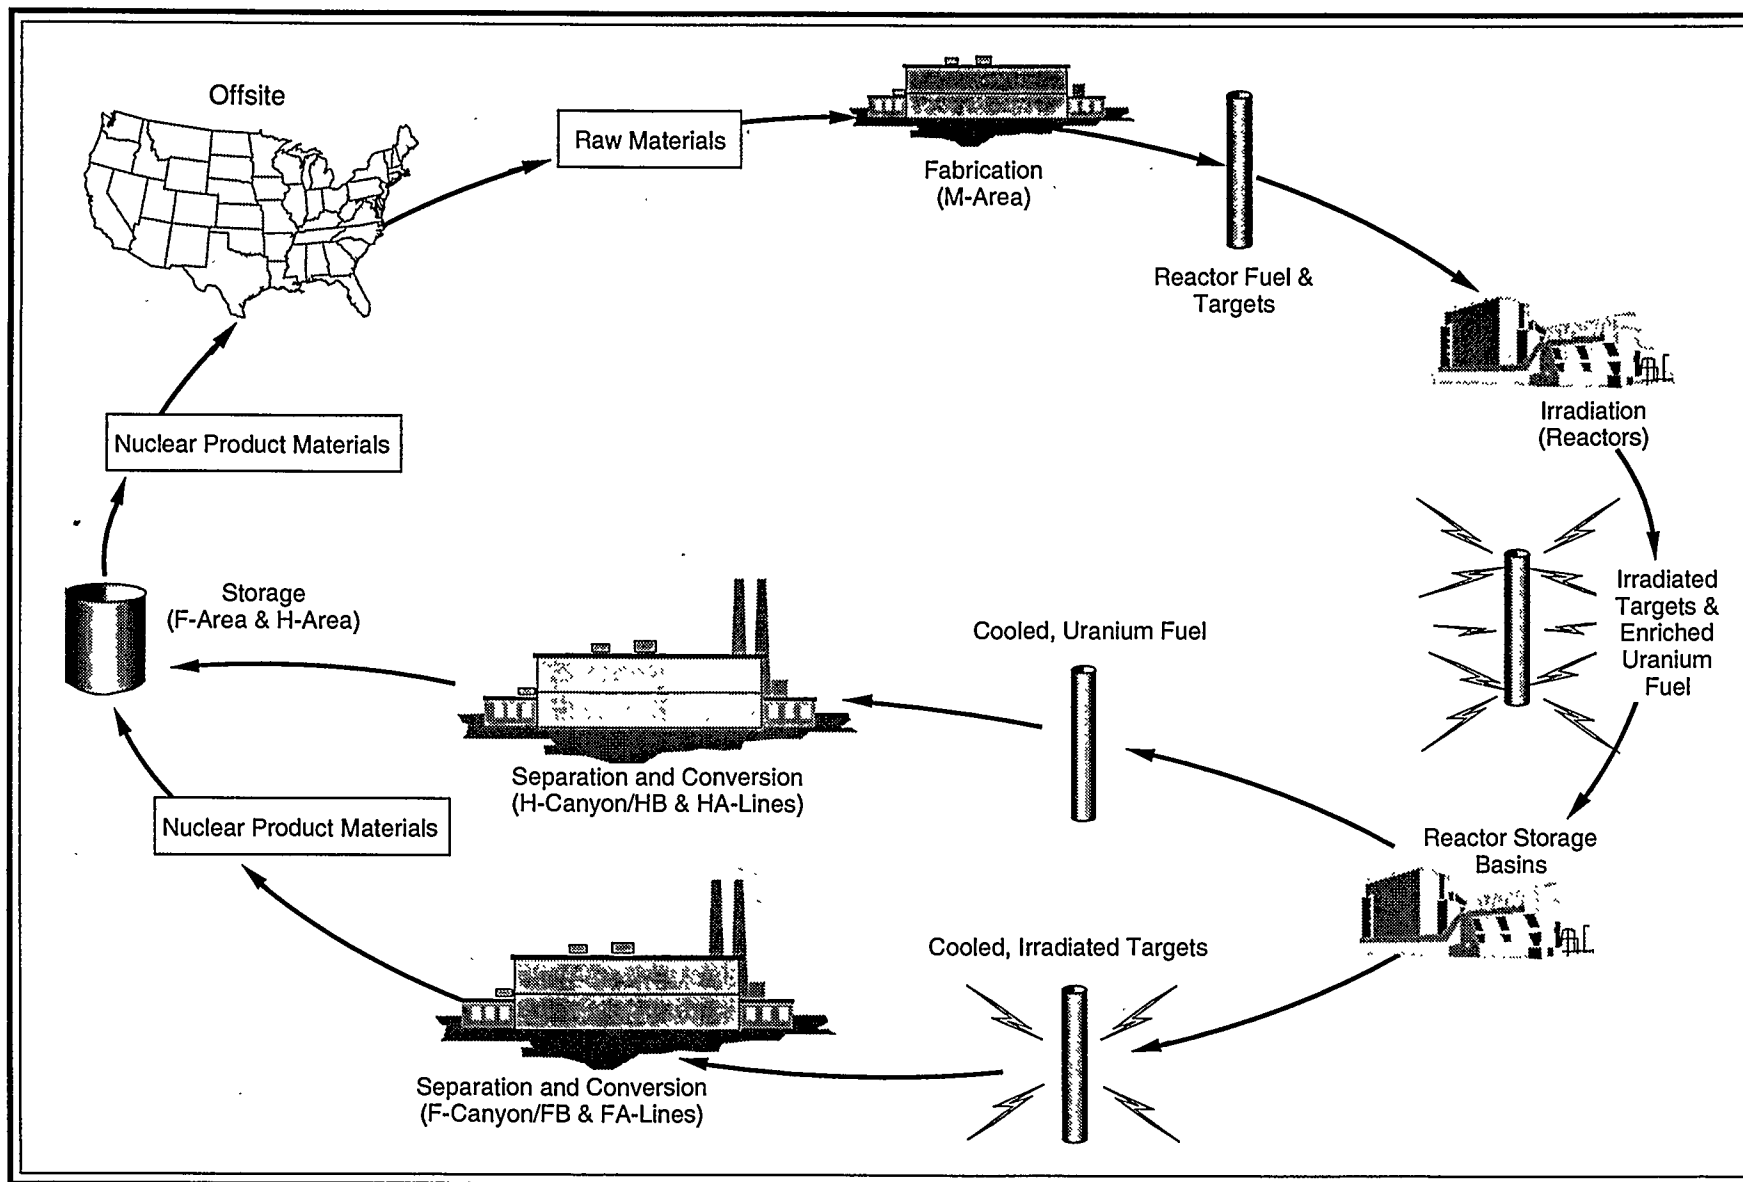 Offsite
Raw Materials
Fabrication
(M-Area)
Reactor Fuel &
Targets
Irradiation
(Reactors)
Nuclear Product Materials
Irradiated
Targets &
Enriched
Uranium
Fuel
Storage
(F-Area & H-Area)
Cooled, Uranium Fuel
Separation and Conversion
(H-Canyon/HB & HA-Lines)
Nuclear Product Materials
Reactor Storage
Basins
Cooled, Irradiated Targets
Separation and Conversion
(F-Canyon/FB & FA-Lines)